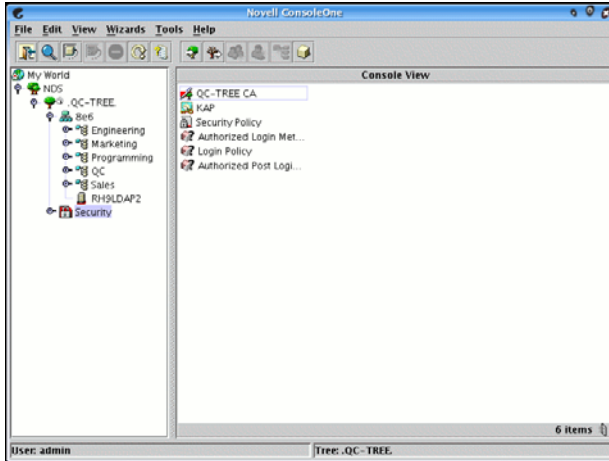 Novell ConsoleOne
File Edit View Wizards Tools Help
My World
NDS
.QC-TREE.
8e6
Engineering
Marketing
Programming
QC
Sales
RH9LDAP2
Security
Console View
QC-TREE CA
KAP
Security Policy
Authorized Login Met...
Login Policy
Authorized Post Logi...
6 items
User: admin
Tree: .QC-TREE.